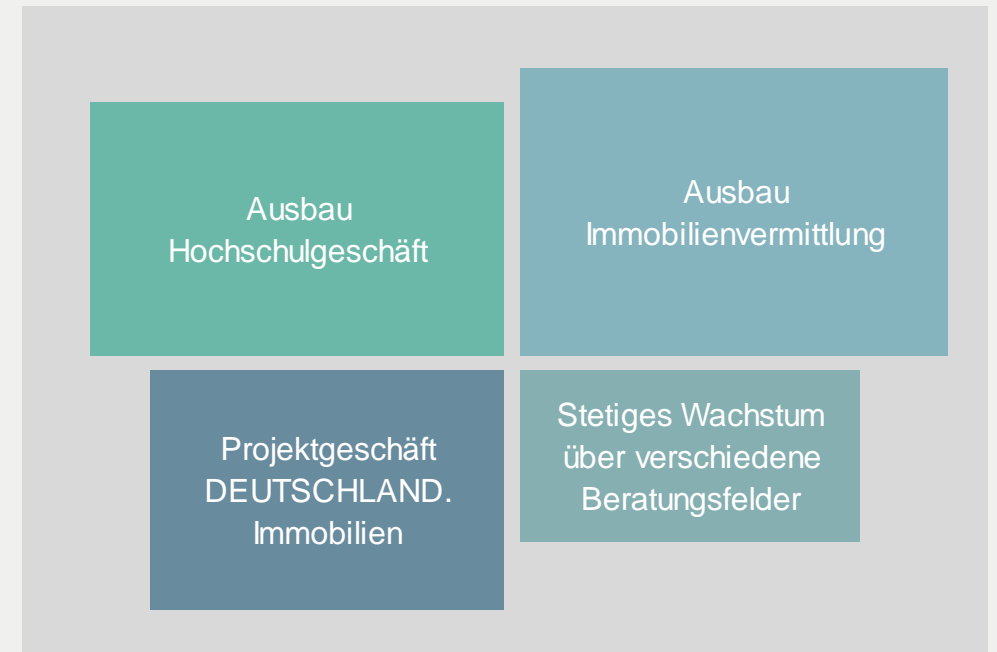 Ausbau
Hochschulgeschäft
Ausbau
Immobilienvermittlung
Projektgeschäft
DEUTSCHLAND.
Immobilien
Stetiges Wachstum
über verschiedene
Beratungsfelder